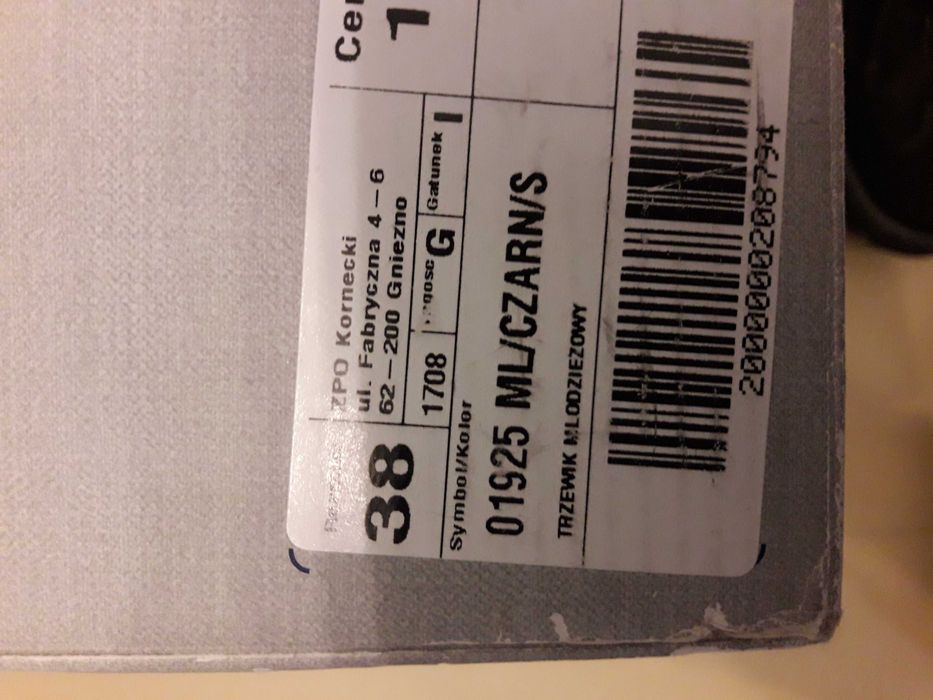 ZPO Kornecki
ul. Fabryczna 4-6
62-200 Gniezno
38
1708
G
Gatunek
I
1
Symbol/Kolor
01925 ML/CZARN/S
TRZEWIK MLODZIEZOWY
2000000208794